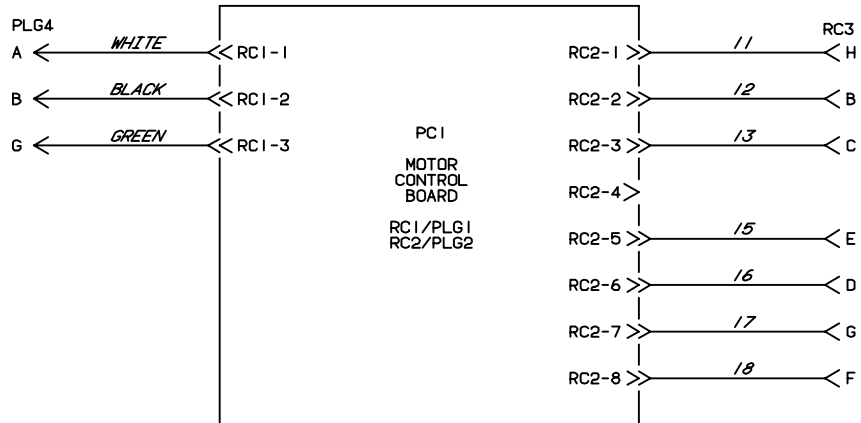 PLG4
RC3
A WHITE RC1-1
RC2-1 11 H
B BLACK RC1-2
RC2-2 12 B
G GREEN RC1-3
RC2-3 13 C
PC1
MOTOR
CONTROL
BOARD
RC1/PLG1
RC2/PLG2
RC2-4
RC2-5 15 E
RC2-6 16 D
RC2-7 17 G
RC2-8 18 F